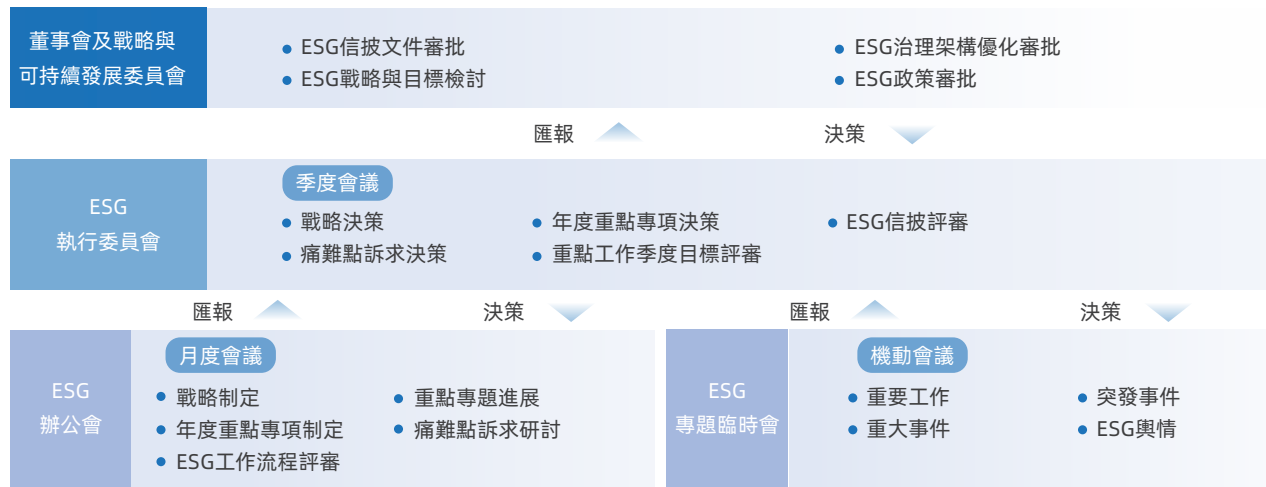 董事會及戰略與
可持續發展委員會
ESG信披文件審批
ESG戰略與目標檢討
ESG治理架構優化審批
ESG政策審批
匯報
決策
ESG
執行委員會
季度會議
戰略決策
痛難點訴求決策
年度重點專項決策
重點工作季度目標評審
ESG信披評審
匯報
決策
匯報
決策
ESG
辦公會
月度會議
戰略制定
年度重點專項制定
ESG工作流程評審
重點專題進展
痛難點訴求研討
ESG
專題臨時會
機動會議
重要工作
重大事件
突發事件
ESG輿情